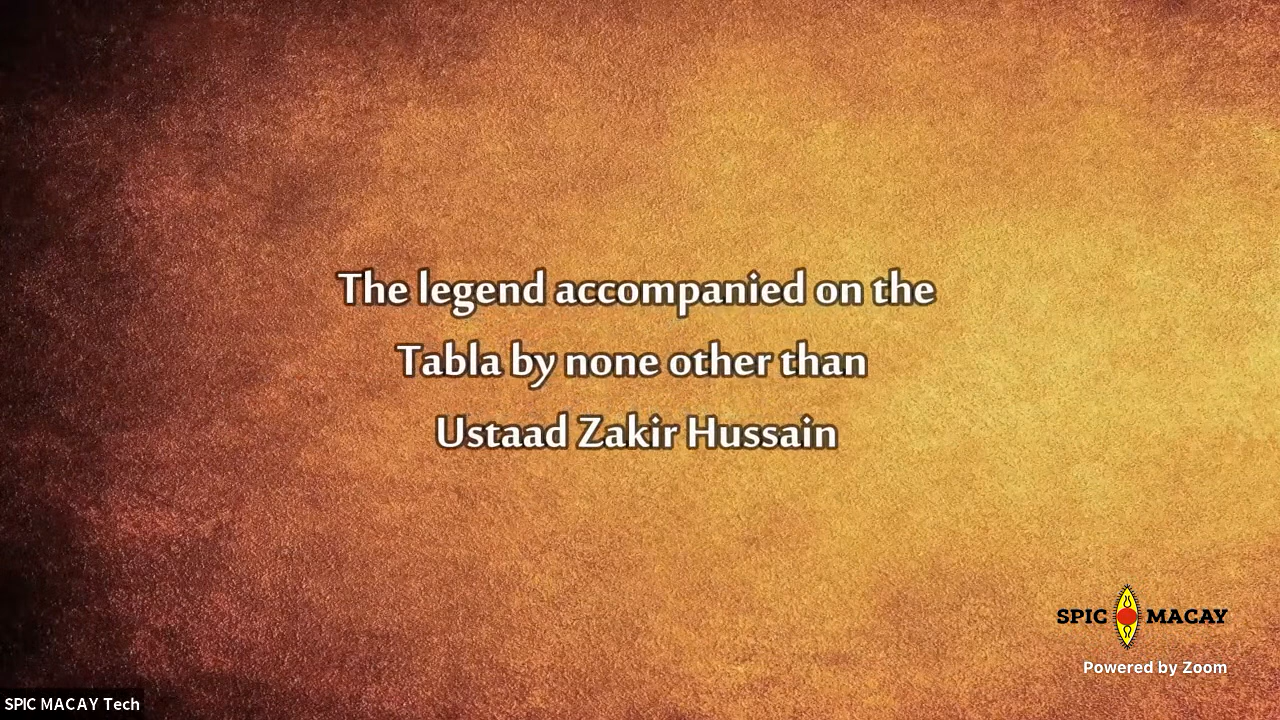 The legend accompanied on the
Tabla by none other than
Ustaad Zakir Hussain
SPIC MACAY
Powered by Zoom
SPIC MACAY Tech